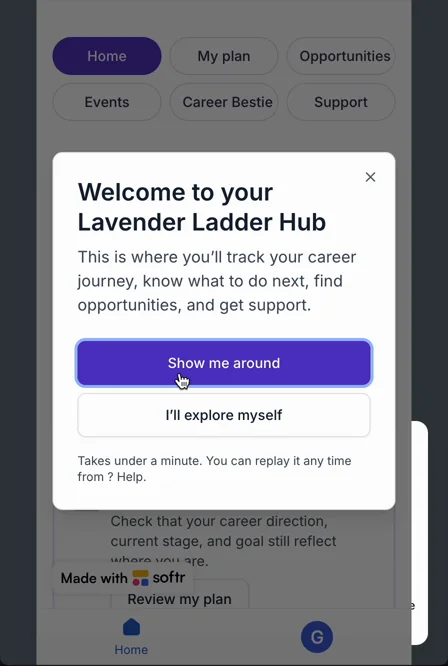 Home
My plan
Opportunities
Events
Career Bestie
Support
Welcome to your
Lavender Ladder Hub
This is where you’ll track your career
journey, know what to do next, find
opportunities, and get support.
Show me around
I’ll explore myself
Takes under a minute. You can replay it any time
from ? Help.
Check that your career direction,
current stage, and goal still reflect
where you are.
Made with softr
Review my plan
Home
G